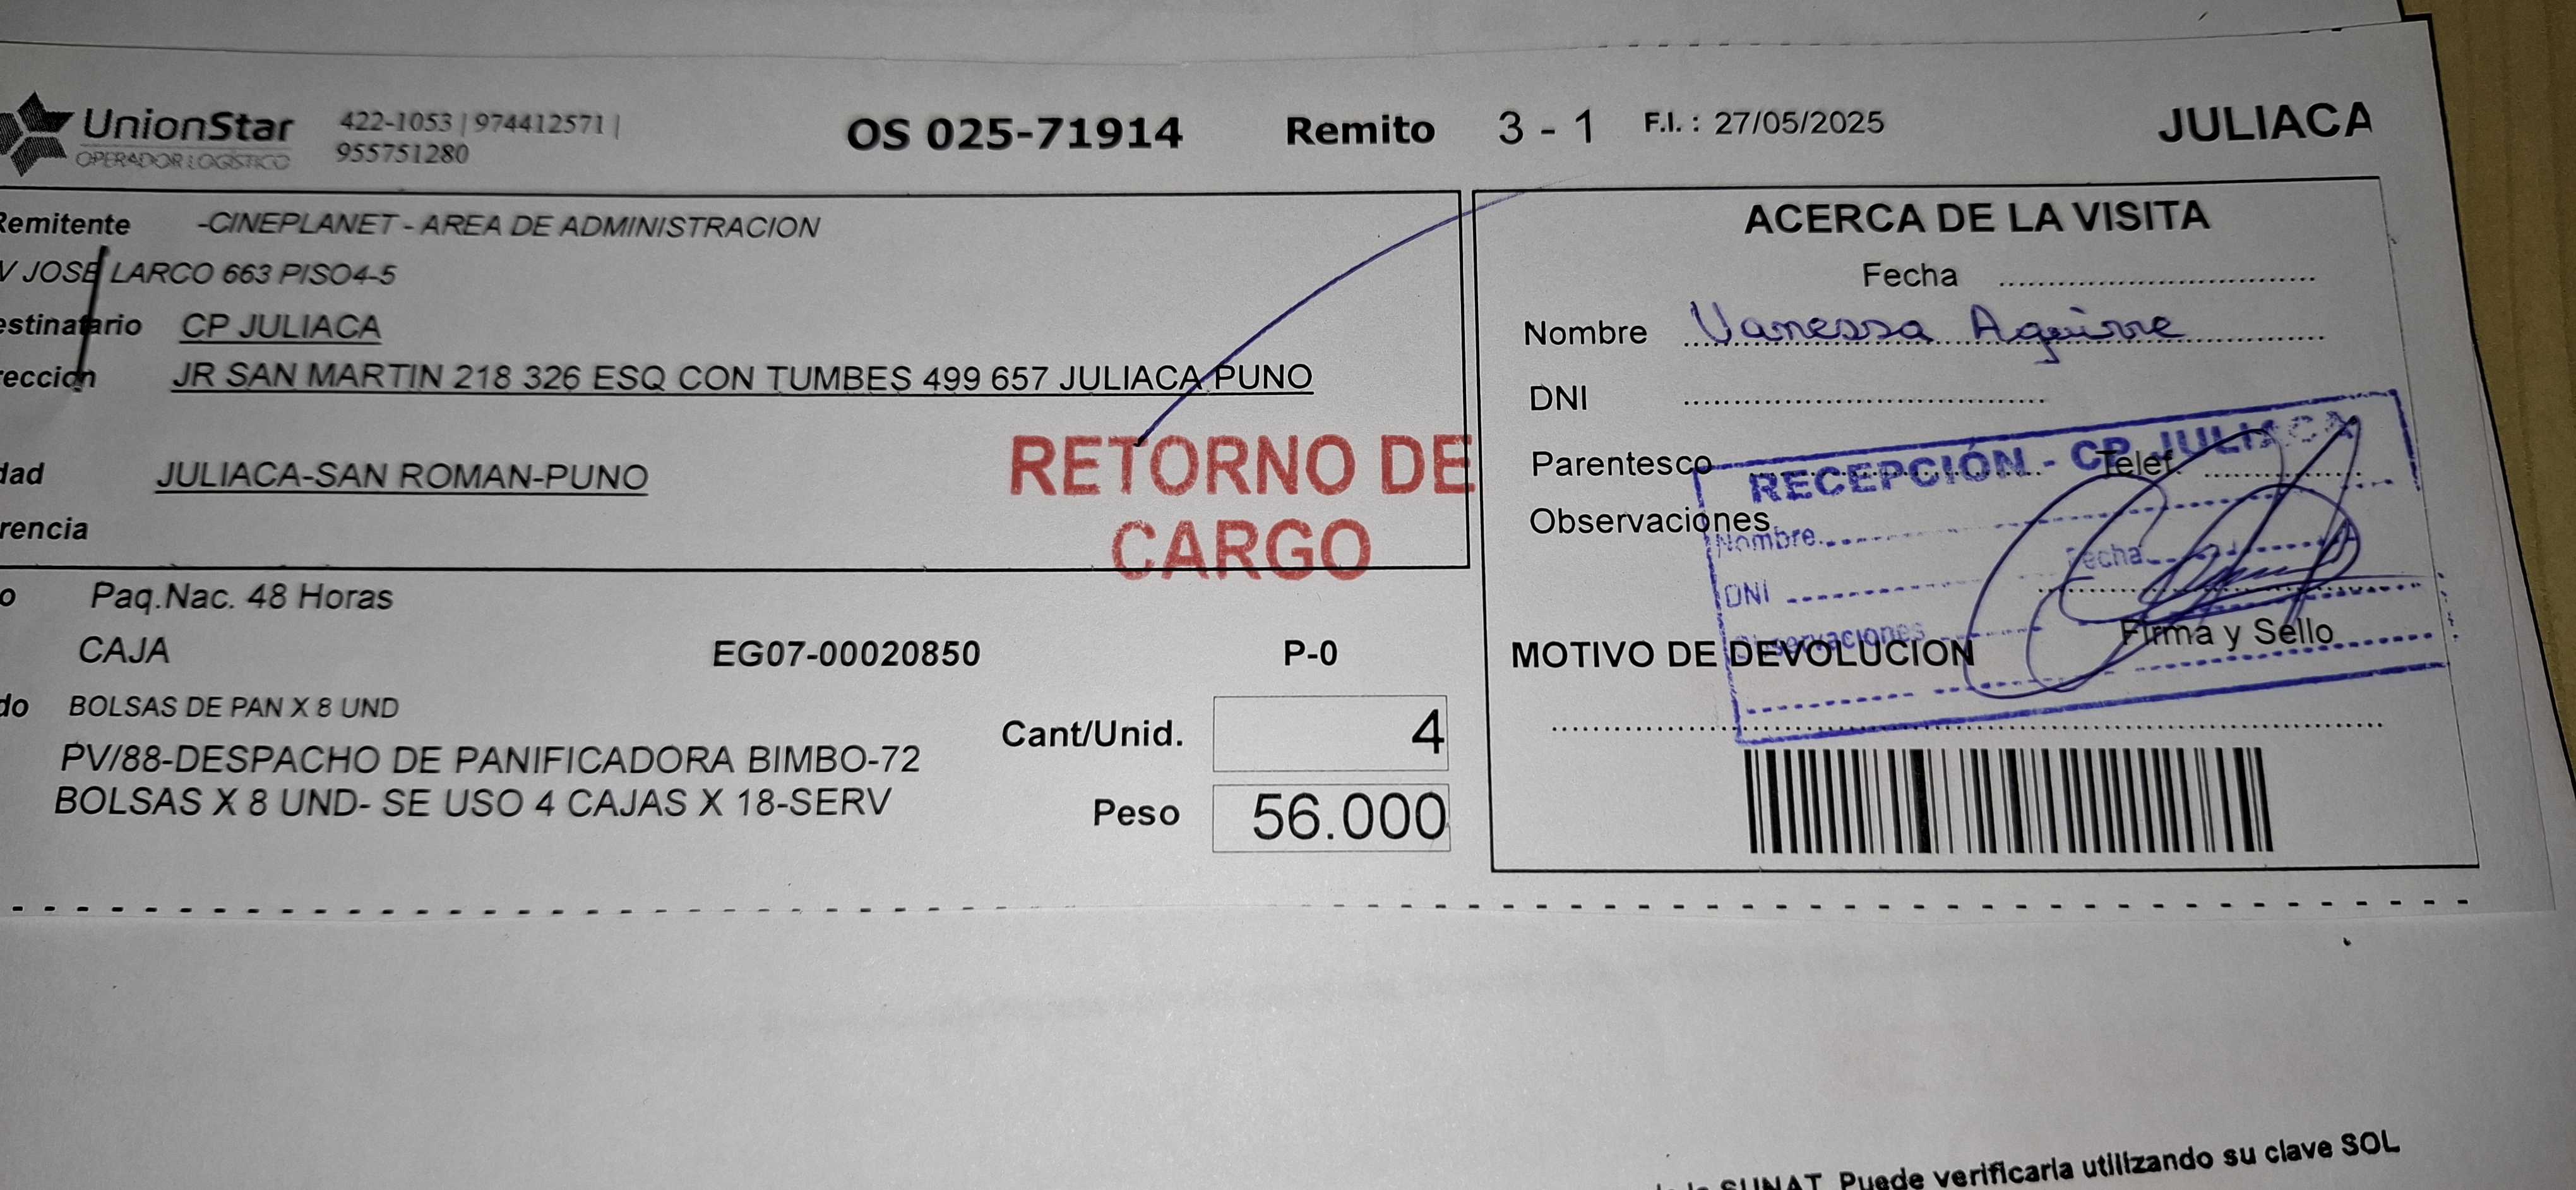 UnionStar
OPERADOR LOGÍSTICO
422-1053 | 974412571 |
955751280
OS 025-71914 Remito 3 - 1 F.I. : 27/05/2025 JULIACA
Remitente -CINEPLANET - AREA DE ADMINISTRACION
V JOSE LARCO 663 PISO4-5
estinatario CP JULIACA
reccion JR SAN MARTIN 218 326 ESQ CON TUMBES 499 657 JULIACA PUNO
dad JULIACA-SAN ROMAN-PUNO
rencia
RETORNO DE
CARGO
o Paq.Nac. 48 Horas
CAJA EG07-00020850 P-0
do BOLSAS DE PAN X 8 UND
PV/88-DESPACHO DE PANIFICADORA BIMBO-72
BOLSAS X 8 UND- SE USO 4 CAJAS X 18-SERV
Cant/Unid. 4
Peso 56.000
ACERCA DE LA VISITA
Fecha
Nombre Vanessa Aguirre
DNI
Parentesco Telef.
Observaciones
RECEPCIÓN - CP JULIACA
Nombre
Fecha
DNI
Observaciones
Firma y Sello
MOTIVO DE DEVOLUCION
SUNAT. Puede verificarla utilizando su clave SOL